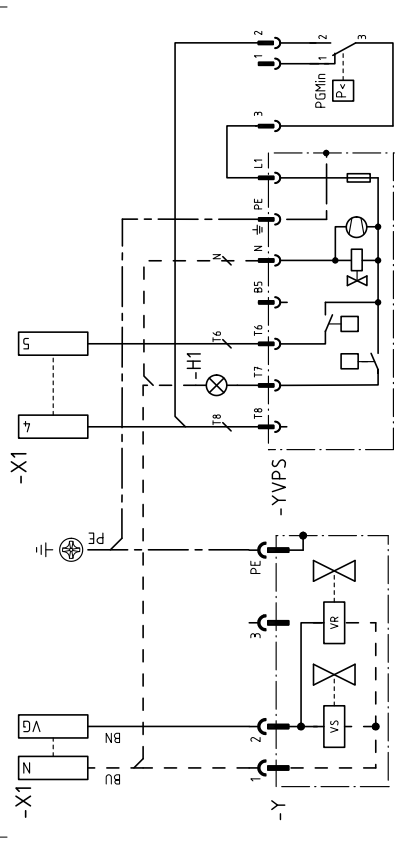 2
1
2
3
1
PGMin
P<
3
L1
PE
N
N
B5
T6
T6
-H1
T7
T8
T8
5
4
-X1
-YVPS
PE
PE
3
VR
VG
BN
2
VS
N
BU
1
-X1
-Y